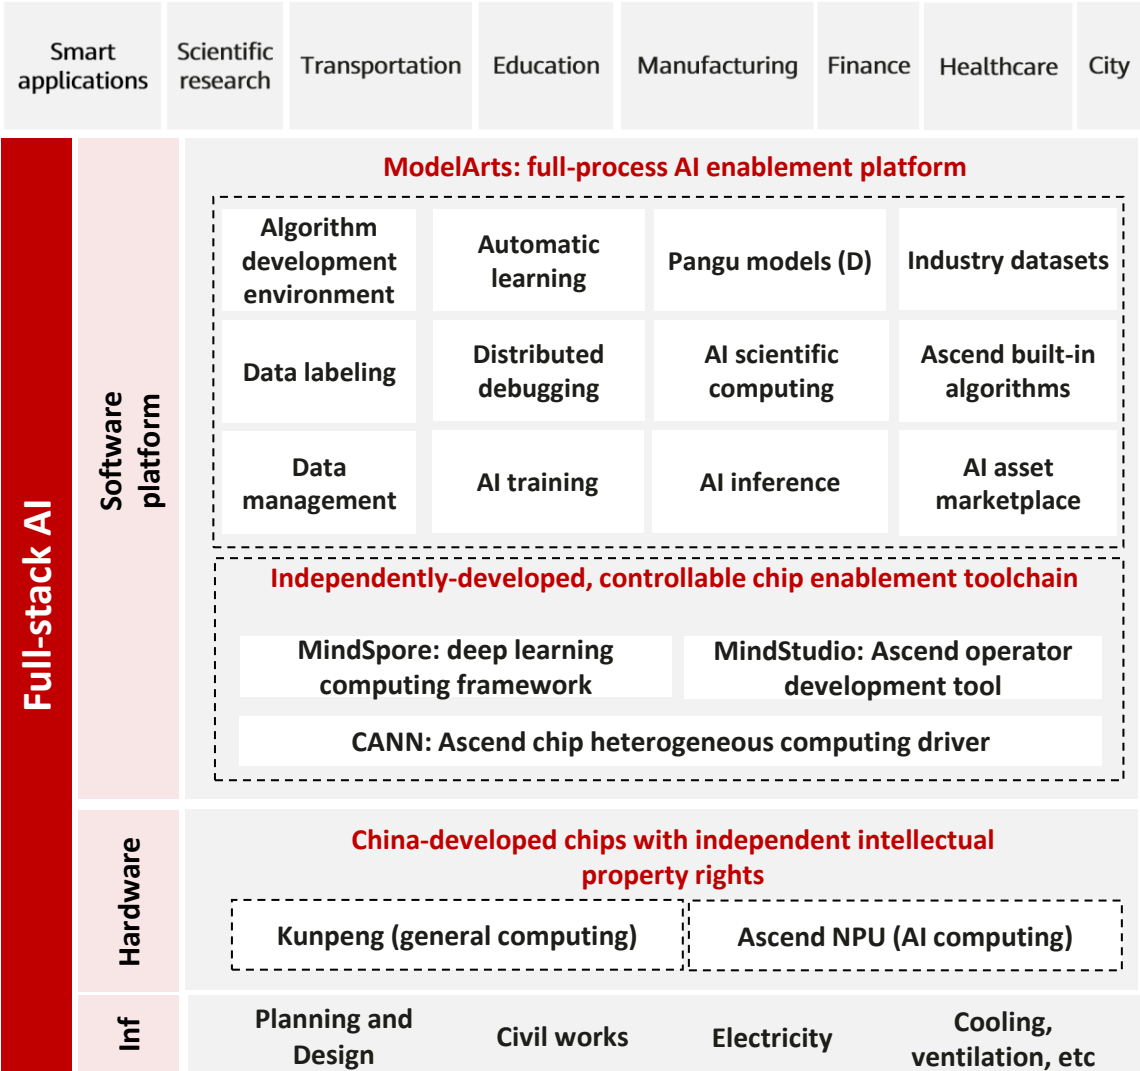 Smart
applications
Scientific
research
Transportation
Education
Manufacturing
Finance
Healthcare
City
Full-stack AI
Software
platform
ModelArts: full-process AI enablement platform
Algorithm
development
environment
Automatic
learning
Pangu models (D)
Industry datasets
Data labeling
Distributed
debugging
AI scientific
computing
Ascend built-in
algorithms
Data
management
AI training
AI inference
AI asset
marketplace
Independently-developed, controllable chip enablement toolchain
MindSpore: deep learning
computing framework
MindStudio: Ascend operator
development tool
CANN: Ascend chip heterogeneous computing driver
Hardware
China-developed chips with independent intellectual
property rights
Kunpeng (general computing)
Ascend NPU (AI computing)
Inf
Planning and
Design
Civil works
Electricity
Cooling,
ventilation, etc